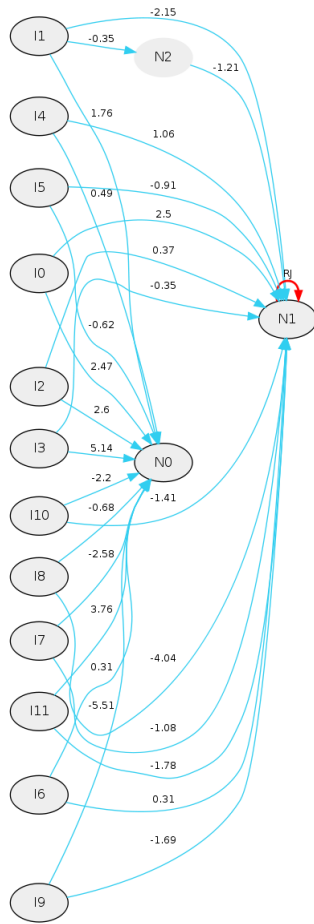 -2.15
I1
-0.35
N2
-1.21
I4
1.76
1.06
I5
0.49
-0.91
I0
2.5
0.37
RJ
-0.35
N1
-0.62
2.47
I2
2.6
I3
5.14
N0
-2.2
-1.41
I10
-0.68
-2.58
I8
3.76
I7
-4.04
0.31
I11
-5.51
-1.08
-1.78
I6
0.31
-1.69
I9